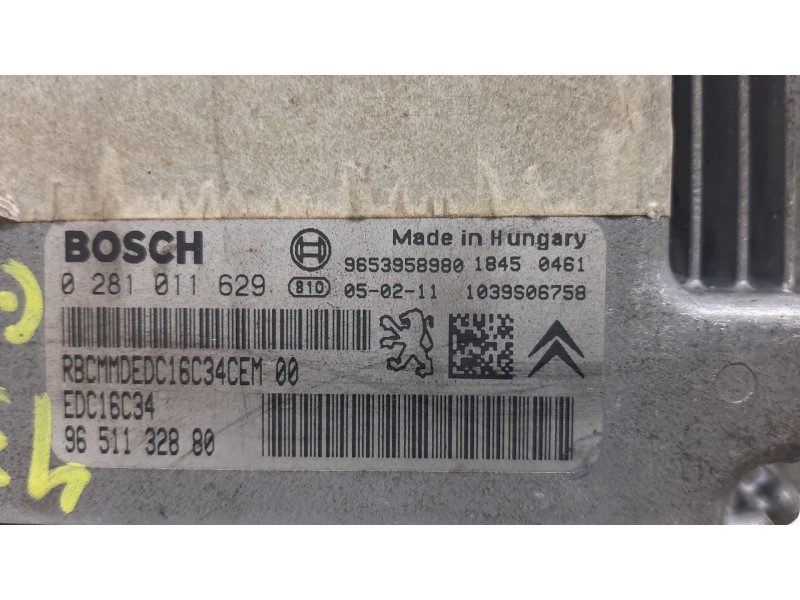 BOSCH
Made in Hungary
9653958980 1845 0461
0 281 011 629 810 05-02-11 1039S06758
RBCMMDEDC16C34CEM 00
EDC16C34
96 511 328 80